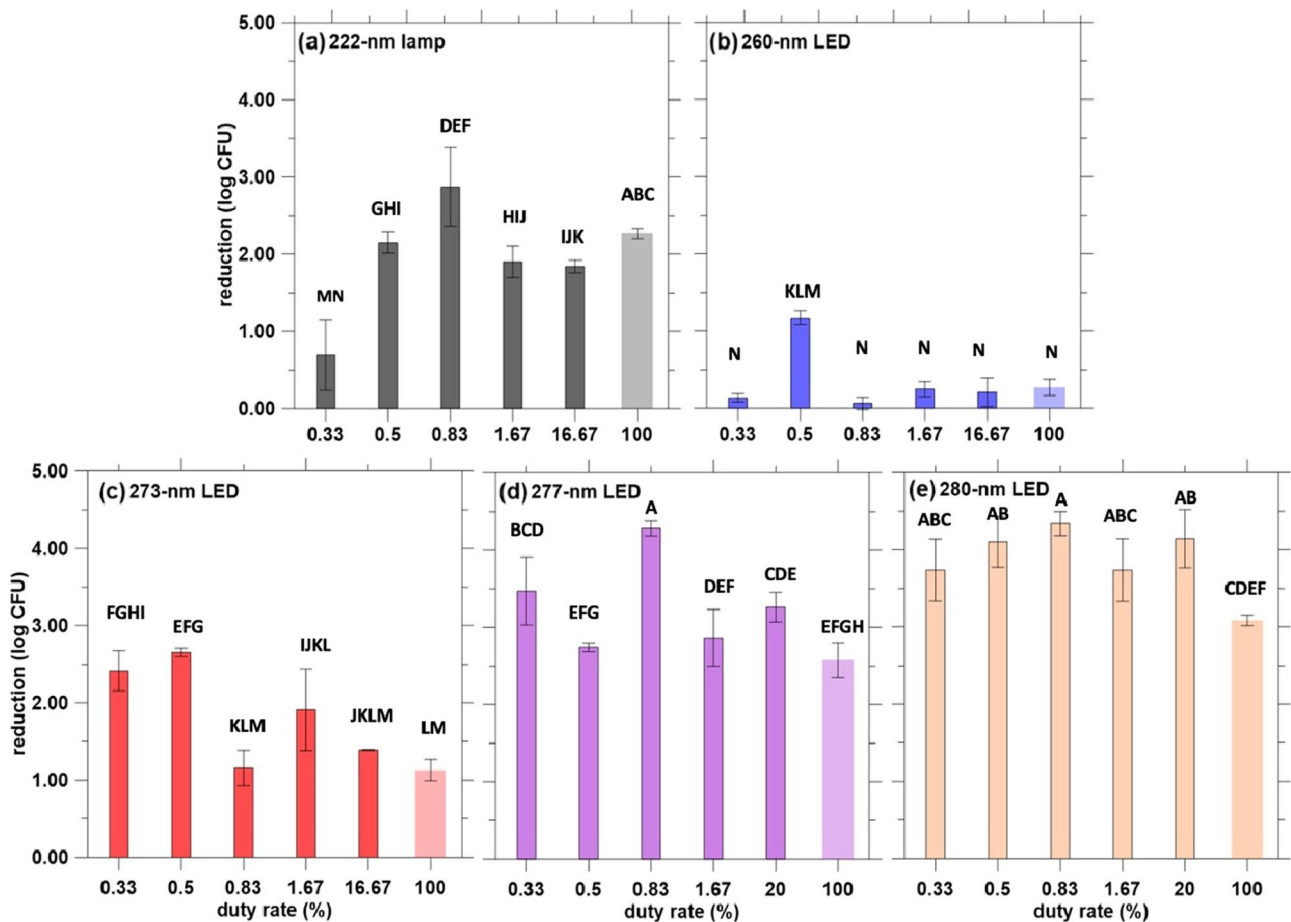 (a) 222-nm lamp
reduction (log CFU)
5.00
4.00
3.00
2.00
1.00
0.00
MN
GHI
DEF
HIJ
IJK
ABC
0.33 0.5 0.83 1.67 16.67 100
(b) 260-nm LED
N
KLM
N
N
N
N
0.33 0.5 0.83 1.67 16.67 100
(c) 273-nm LED
reduction (log CFU)
5.00
4.00
3.00
2.00
1.00
0.00
FGHI
EFG
KLM
IJKL
JKLM
LM
0.33 0.5 0.83 1.67 16.67 100
duty rate (%)
(d) 277-nm LED
BCD
EFG
A
DEF
CDE
EFGH
0.33 0.5 0.83 1.67 20 100
duty rate (%)
(e) 280-nm LED
ABC
AB
A
ABC
AB
CDEF
0.33 0.5 0.83 1.67 20 100
duty rate (%)